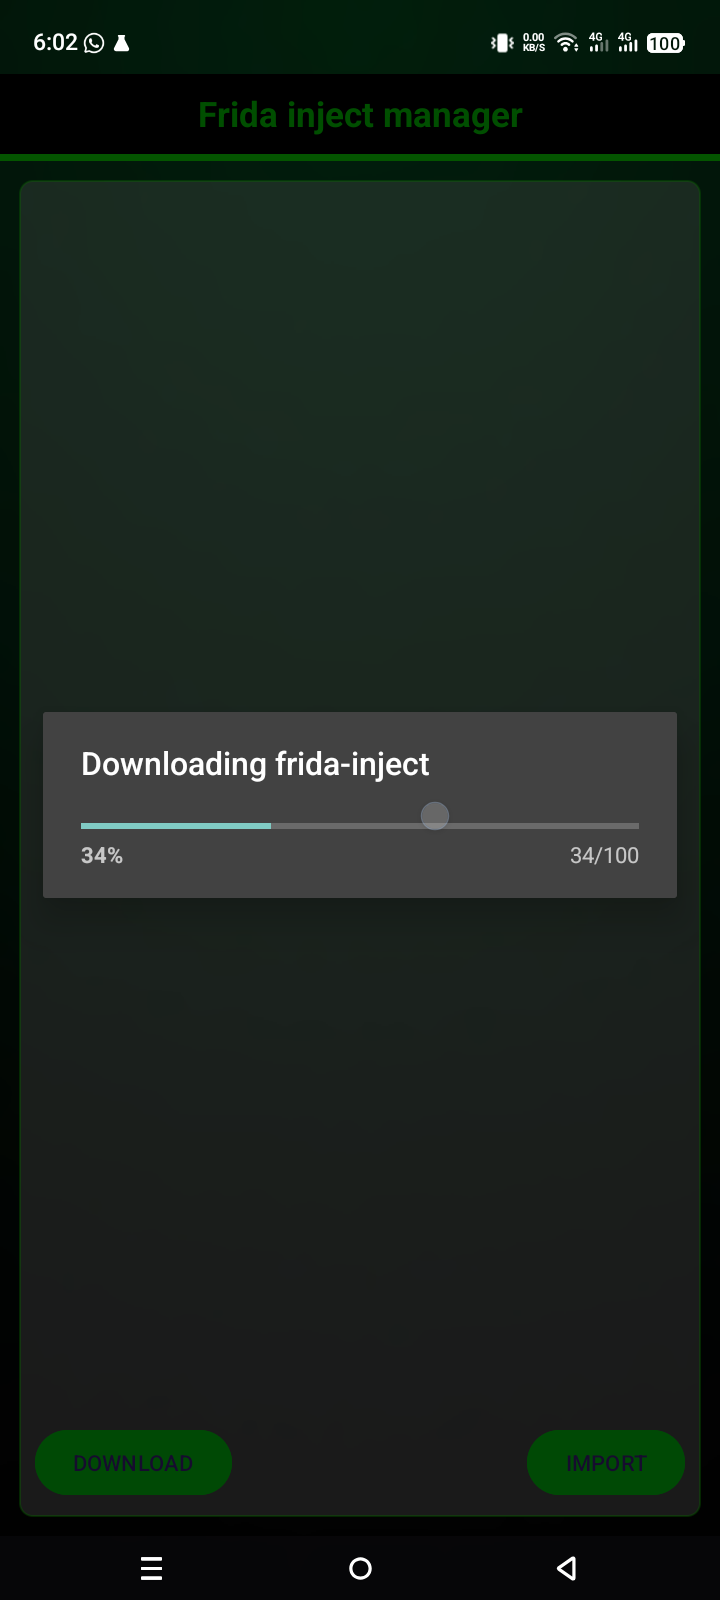 6:02
0.00 KB/S
4G 4G
100
Frida inject manager
Downloading frida-inject
34% 34/100
DOWNLOAD IMPORT